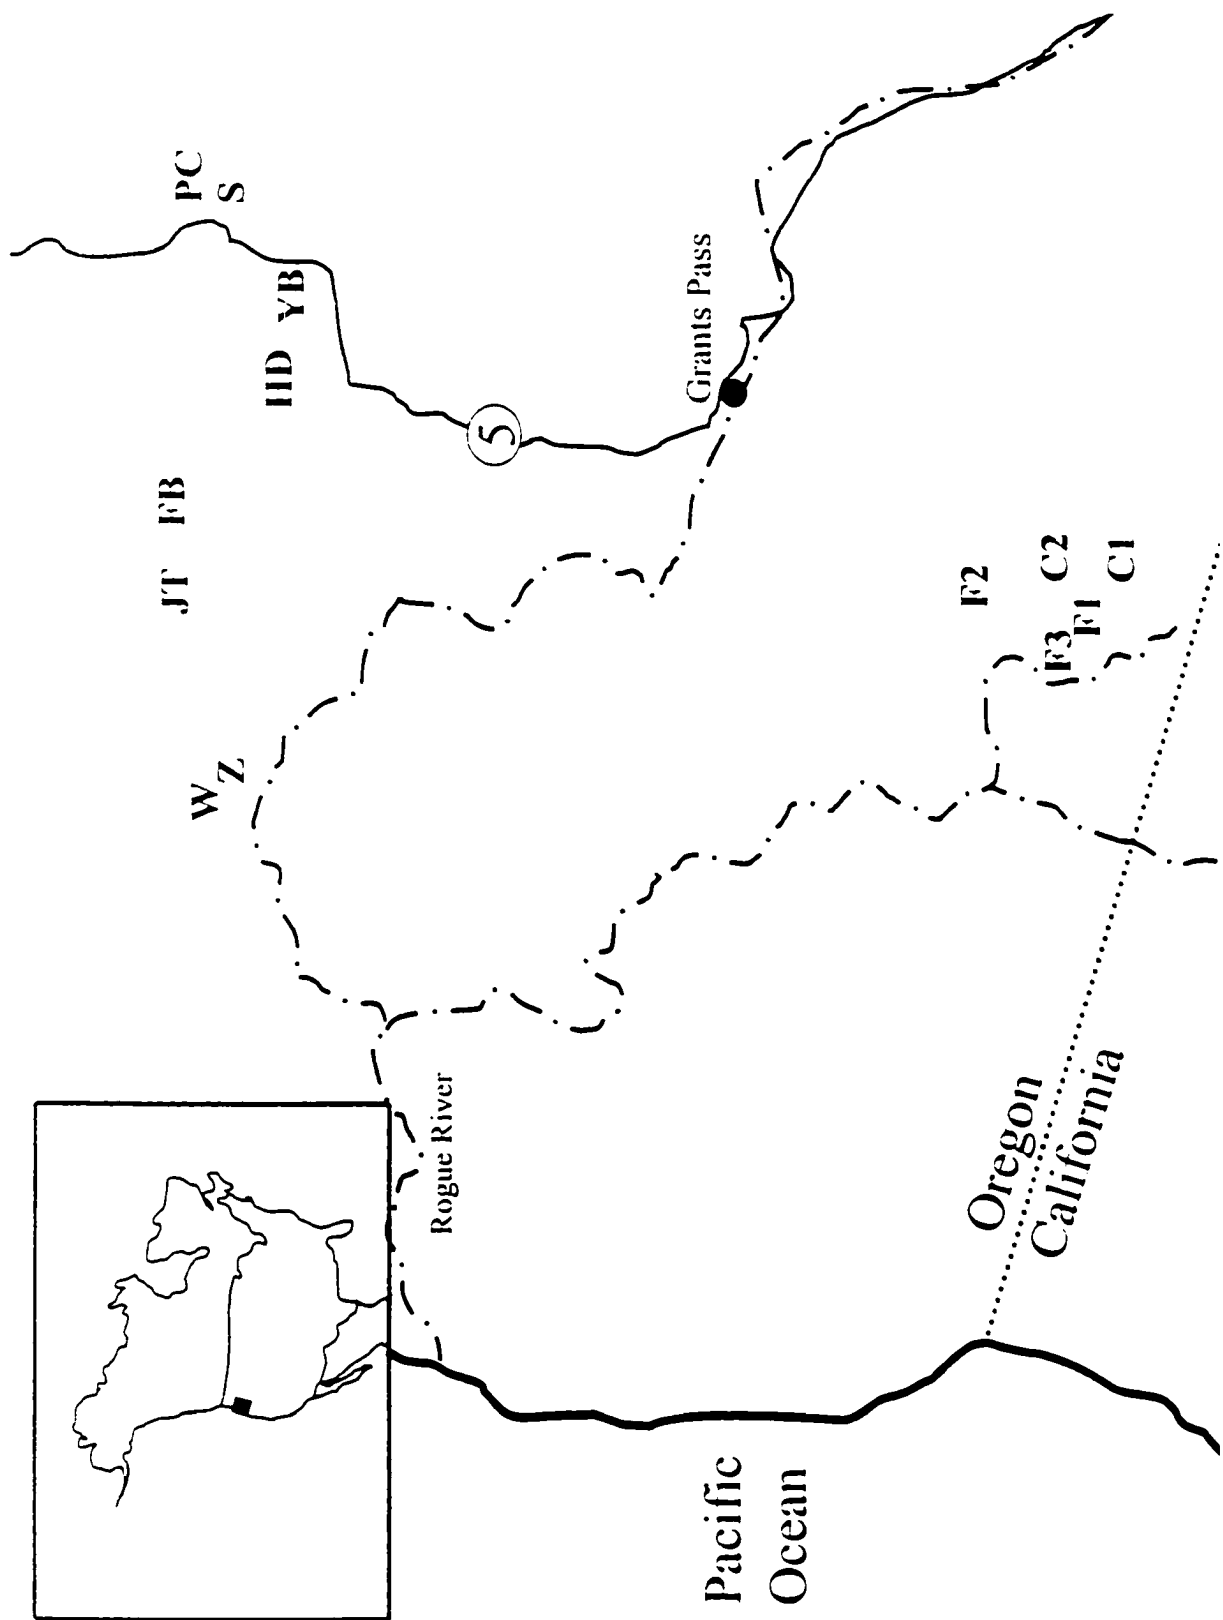 PC
S
YB
HD
FB
JT
W
Z
5
Grants Pass
Rogue River
F2
C2
C1
F1
F3
Oregon
California
Pacific
Ocean